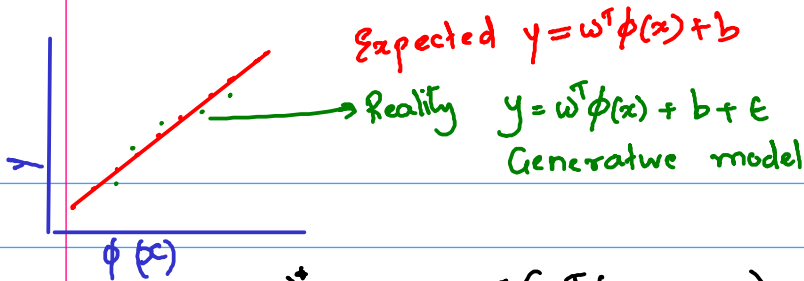 Expected y = wᵀϕ(x) + b
Reality y = wᵀϕ(x) + b + ϵ
Generative model
y
ϕ(x)